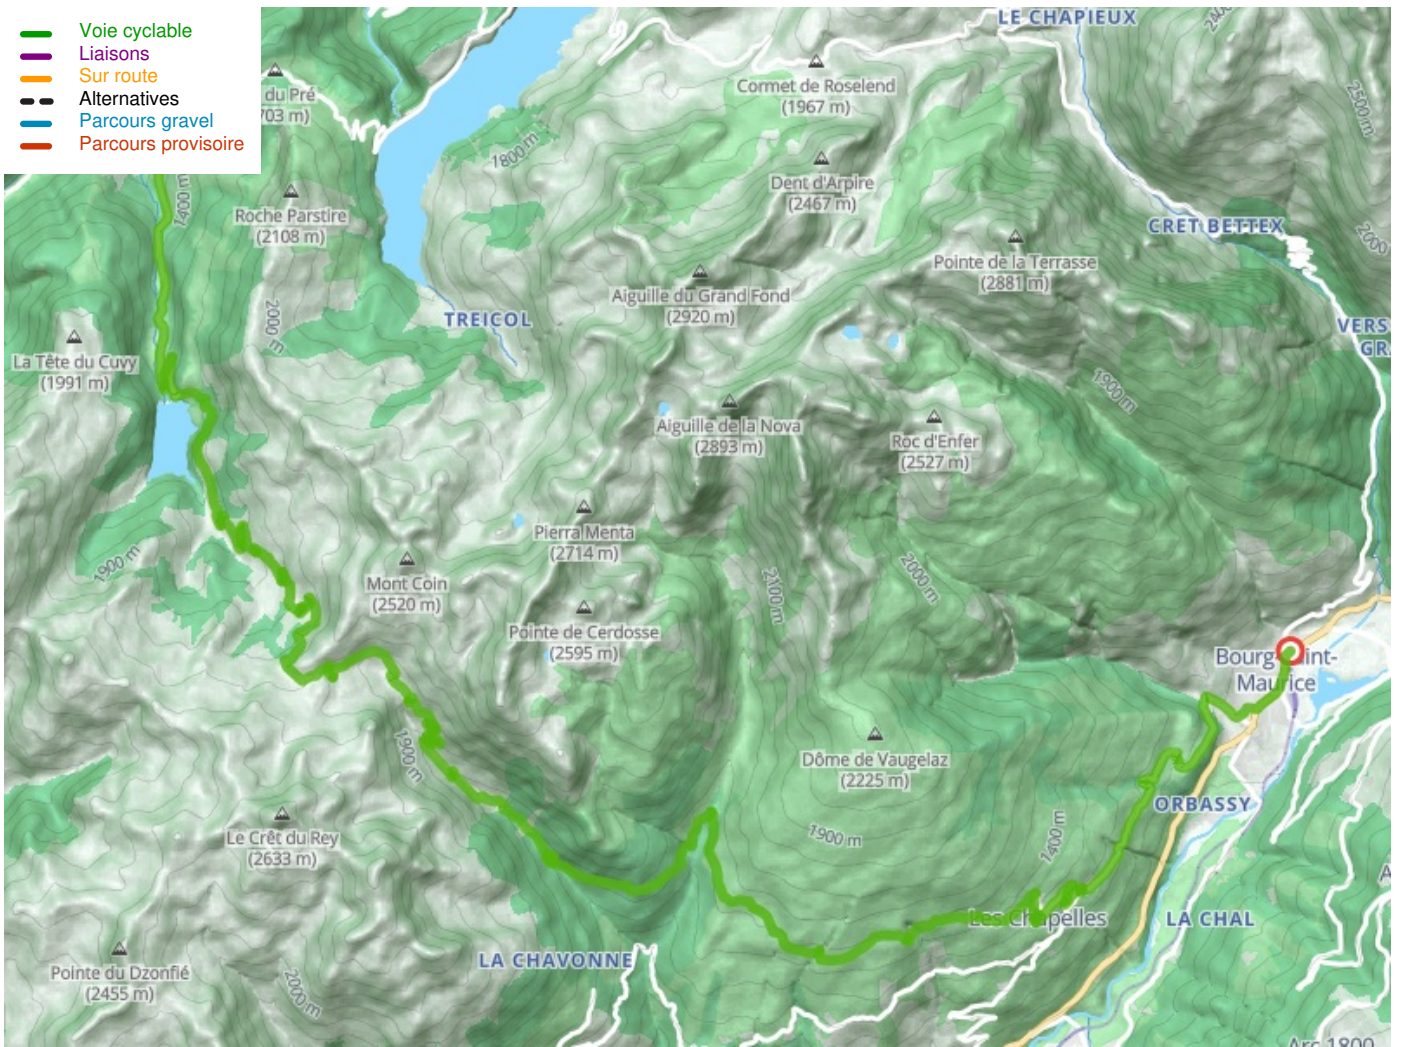 Voie cyclable
Liaisons
Sur route
Alternatives
Parcours gravel
Parcours provisoire
LE CHAPIEUX
2400
Cormet de Roselend
(1967 m)
du Pré
703 m)
2500 m
1800 m
Dent d'Arpire
(2467 m)
1400 m
Roche Parstire
(2108 m)
CRET BETTEX
2000
Pointe de la Terrasse
(2881 m)
Aiguille du Grand Fond
(2920 m)
TREICOL
2000 m
VERS
GRA
La Tête du Cuvy
(1991 m)
1900 m
Aiguille de la Nova
(2893 m)
Roc d'Enfer
(2527 m)
Pierra Menta
(2714 m)
1900 m
Mont Coin
(2520 m)
2100 m
2000 m
Pointe de Cerdosse
(2595 m)
Bourg-Saint-
Maurice
1900 m
Dôme de Vaugelaz
(2225 m)
ORBASSY
Le Crêt du Rey
(2633 m)
1900 m
1400 m
A
Les Chapelles
LA CHAL
LA CHAVONNE
Pointe du Dzonfié
(2455 m)
2000 m
Arc 1800